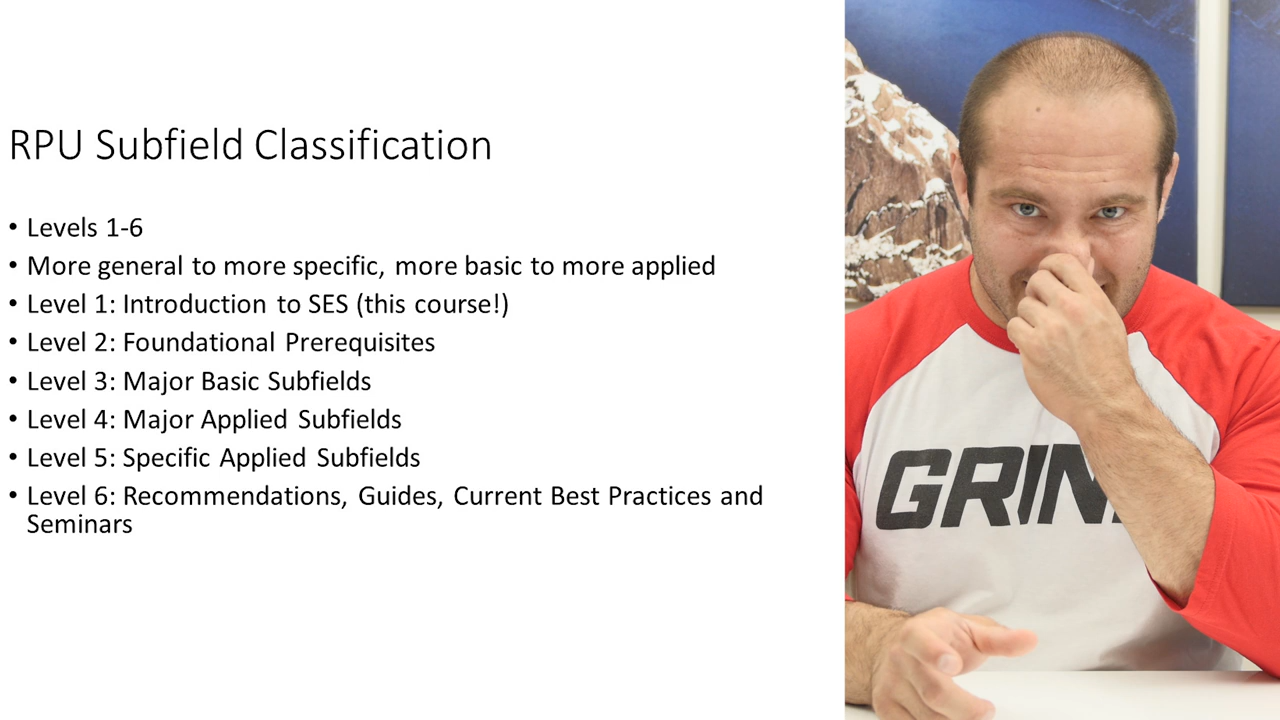 RPU Subfield Classification
• Levels 1-6
• More general to more specific, more basic to more applied
• Level 1: Introduction to SES (this course!)
• Level 2: Foundational Prerequisites
• Level 3: Major Basic Subfields
• Level 4: Major Applied Subfields
• Level 5: Specific Applied Subfields
• Level 6: Recommendations, Guides, Current Best Practices and
Seminars